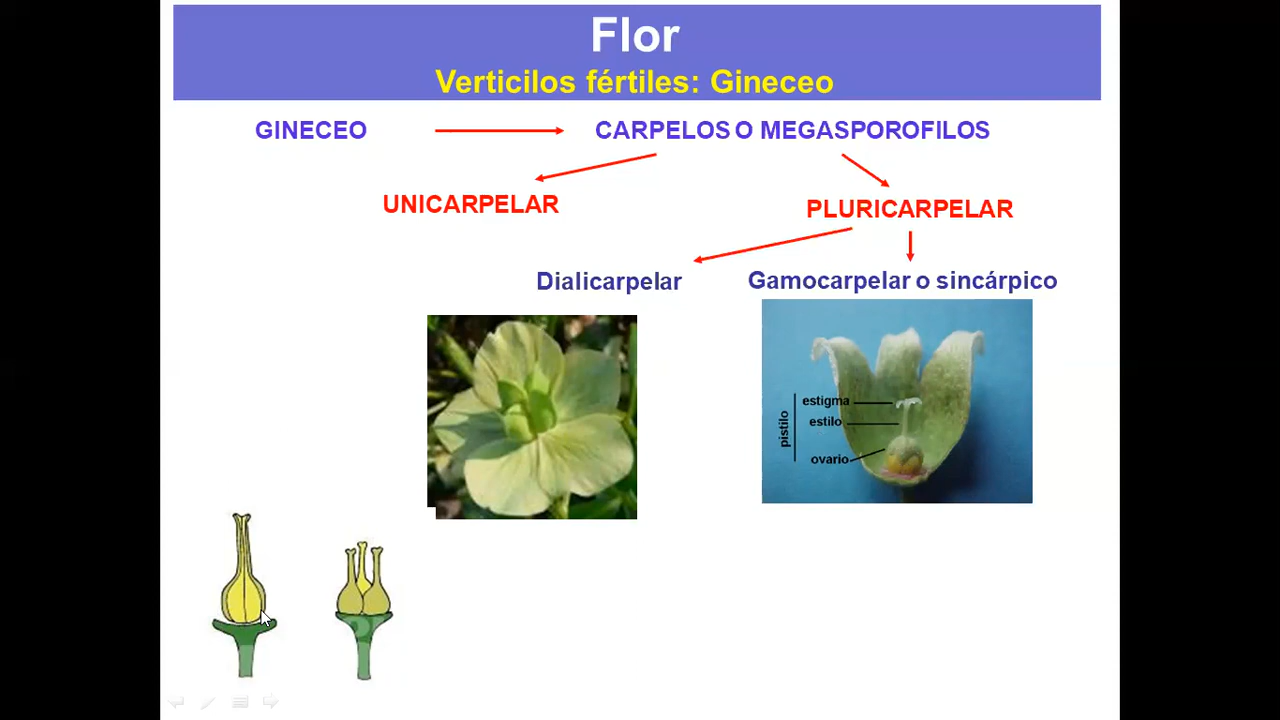 Flor
Verticilos fértiles: Gineceo
GINECEO
CARPELOS O MEGASPOROFILOS
UNICARPELAR
PLURICARPELAR
Dialicarpelar
Gamocarpelar o sincárpico
estigma
estilo
pistilo
ovario